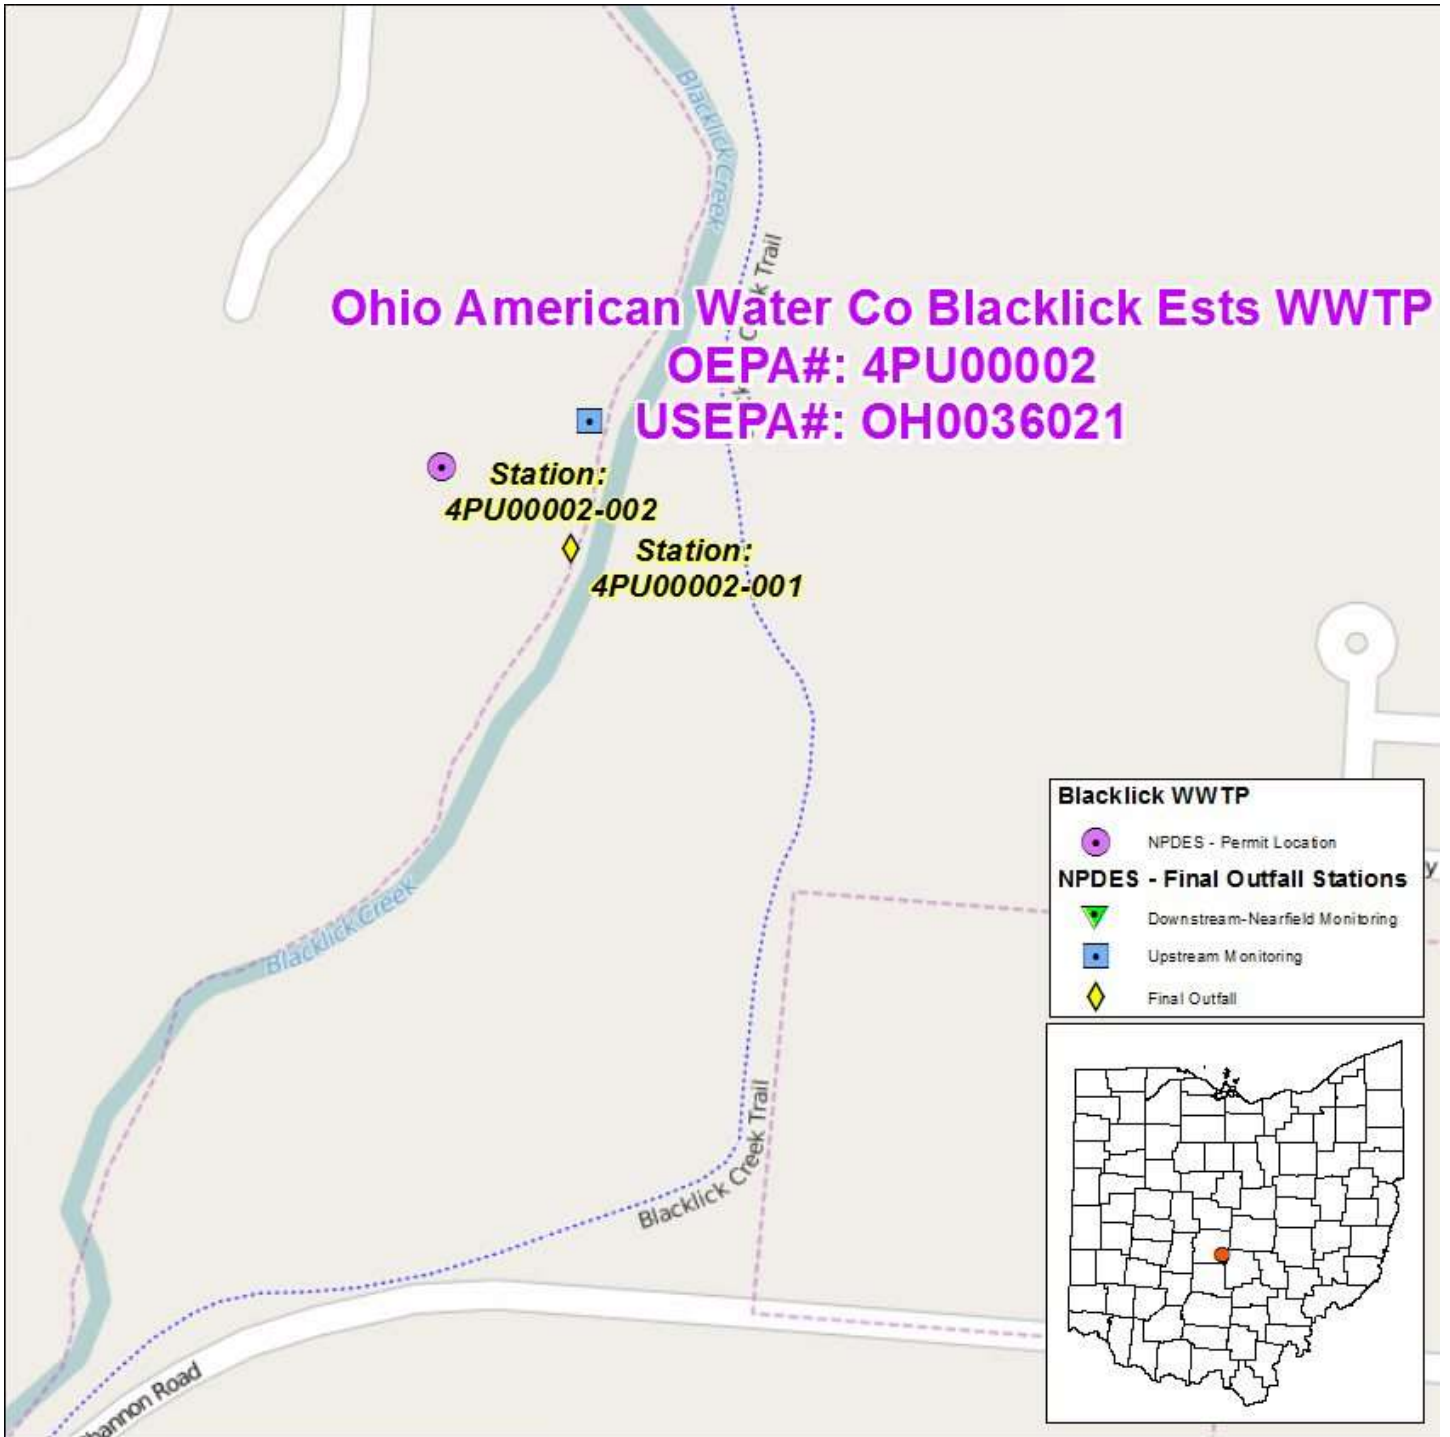 Blacklick Creek
k Trail
Ohio American Water Co Blacklick Ests WWTP
OEPA#: 4PU00002
USEPA#: OH0036021
Station:
4PU00002-002
Station:
4PU00002-001
Blacklick WWTP
NPDES - Permit Location
NPDES - Final Outfall Stations
Downstream-Nearfield Monitoring
Upstream Monitoring
Final Outfall
y
Blacklick Creek
Blacklick Creek Trail
hannon Road